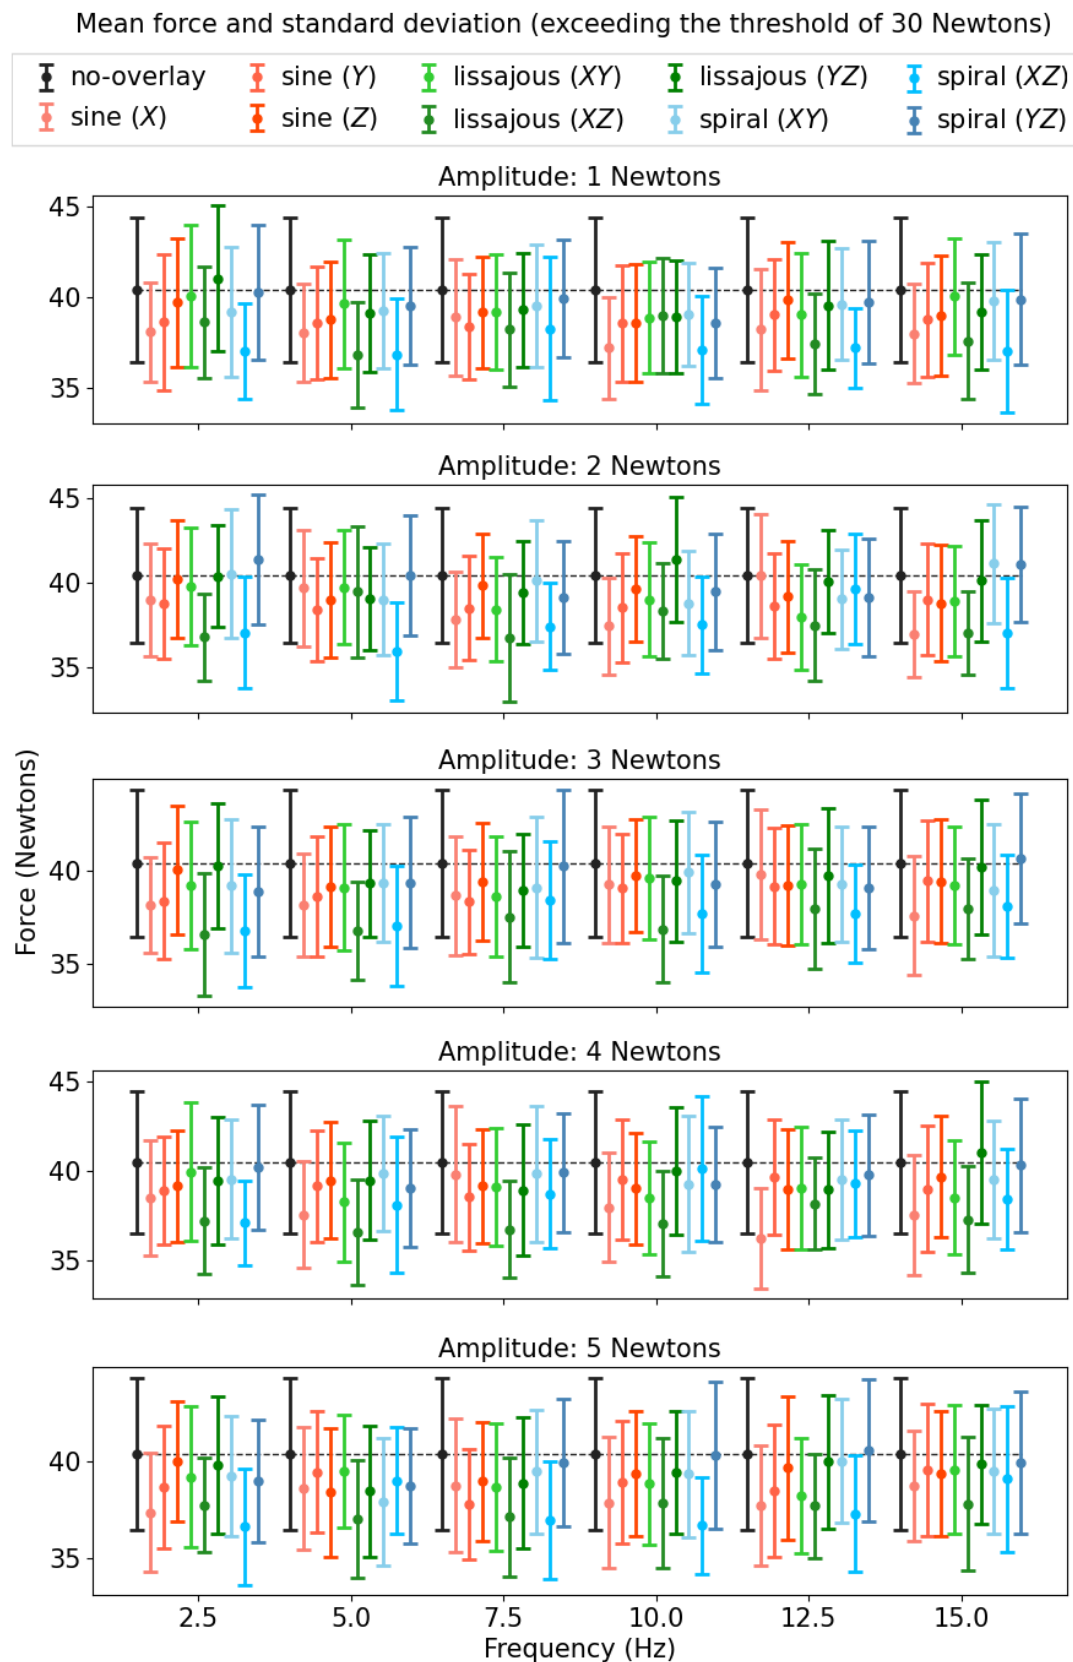 Mean force and standard deviation (exceeding the threshold of 30 Newtons)
no-overlay sine (Y) lissajous (XY) lissajous (YZ) spiral (XZ)
sine (X) sine (Z) lissajous (XZ) spiral (XY) spiral (YZ)
Amplitude: 1 Newtons
45
40
35
Amplitude: 2 Newtons
45
40
35
Amplitude: 3 Newtons
40
35
Force (Newtons)
Amplitude: 4 Newtons
45
40
35
Amplitude: 5 Newtons
40
35
2.5 5.0 7.5 10.0 12.5 15.0
Frequency (Hz)